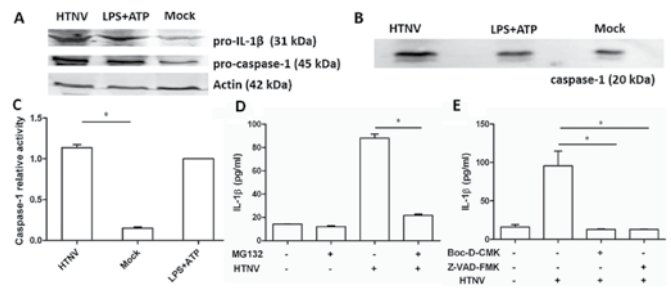 A
HTNV LPS+ATP Mock
pro-IL-1β (31 kDa)
pro-caspase-1 (45 kDa)
Actin (42 kDa)
B
HTNV LPS+ATP Mock
caspase-1 (20 kDa)
C
Caspase-1 relative activity
1.5
1.0
0.5
0.0
*
HTNV Mock LPS+ATP
D
IL-1β (pg/ml)
100
80
60
40
20
0
*
MG132 - + - +
HTNV - - + +
E
IL-1β (pg/ml)
150
100
50
0
*
*
Boc-D-CMK - - + -
Z-VAD-FMK - - - +
HTNV - + + +